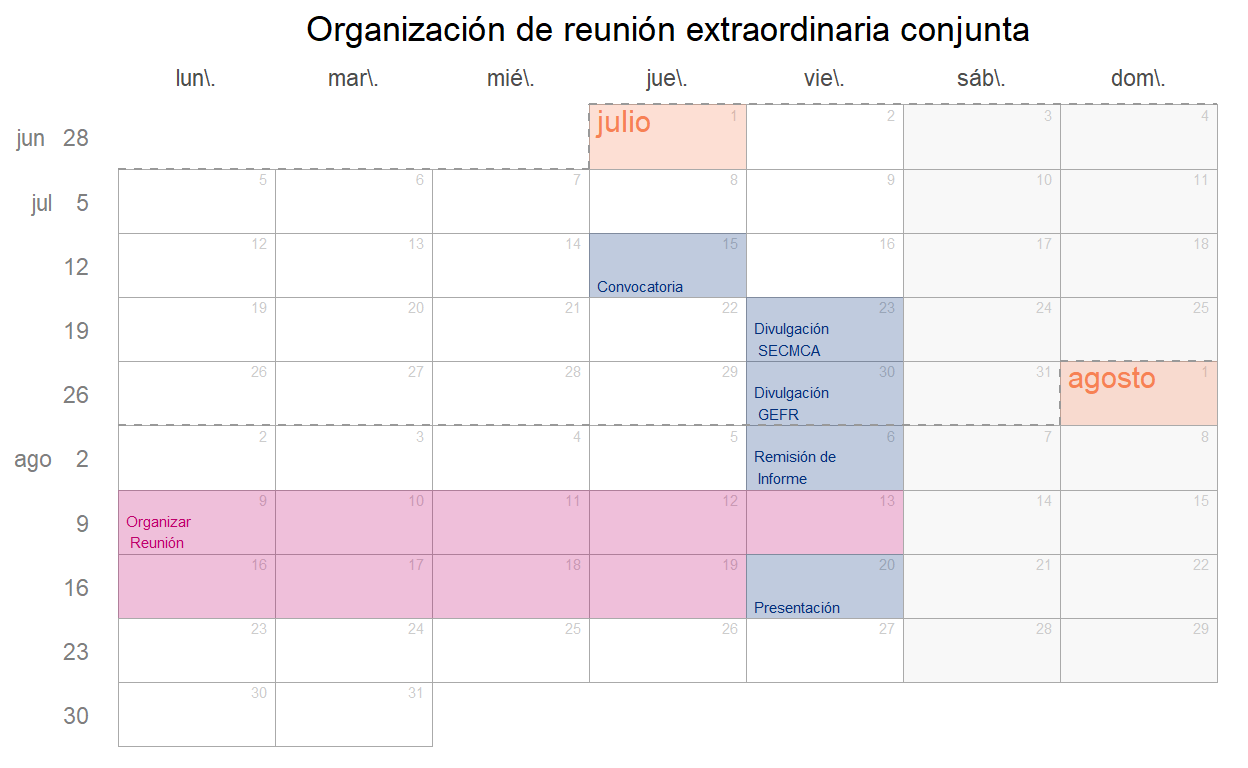 Organización de reunión extraordinaria conjunta
lun\. mar\. mié\. jue\. vie\. sáb\. dom\.
jun 28 julio 1 2 3 4
jul 5 5 6 7 8 9 10 11
12 12 13 14 15 16 17 18
Convocatoria
19 19 20 21 22 23 24 25
Divulgación
SECMCA
26 26 27 28 29 30 31 agosto 1
Divulgación
GEFR
ago 2 2 3 4 5 6 7 8
Remisión de
Informe
9 9 10 11 12 13 14 15
Organizar
Reunión
16 16 17 18 19 20 21 22
Presentación
23 23 24 25 26 27 28 29
30 30 31